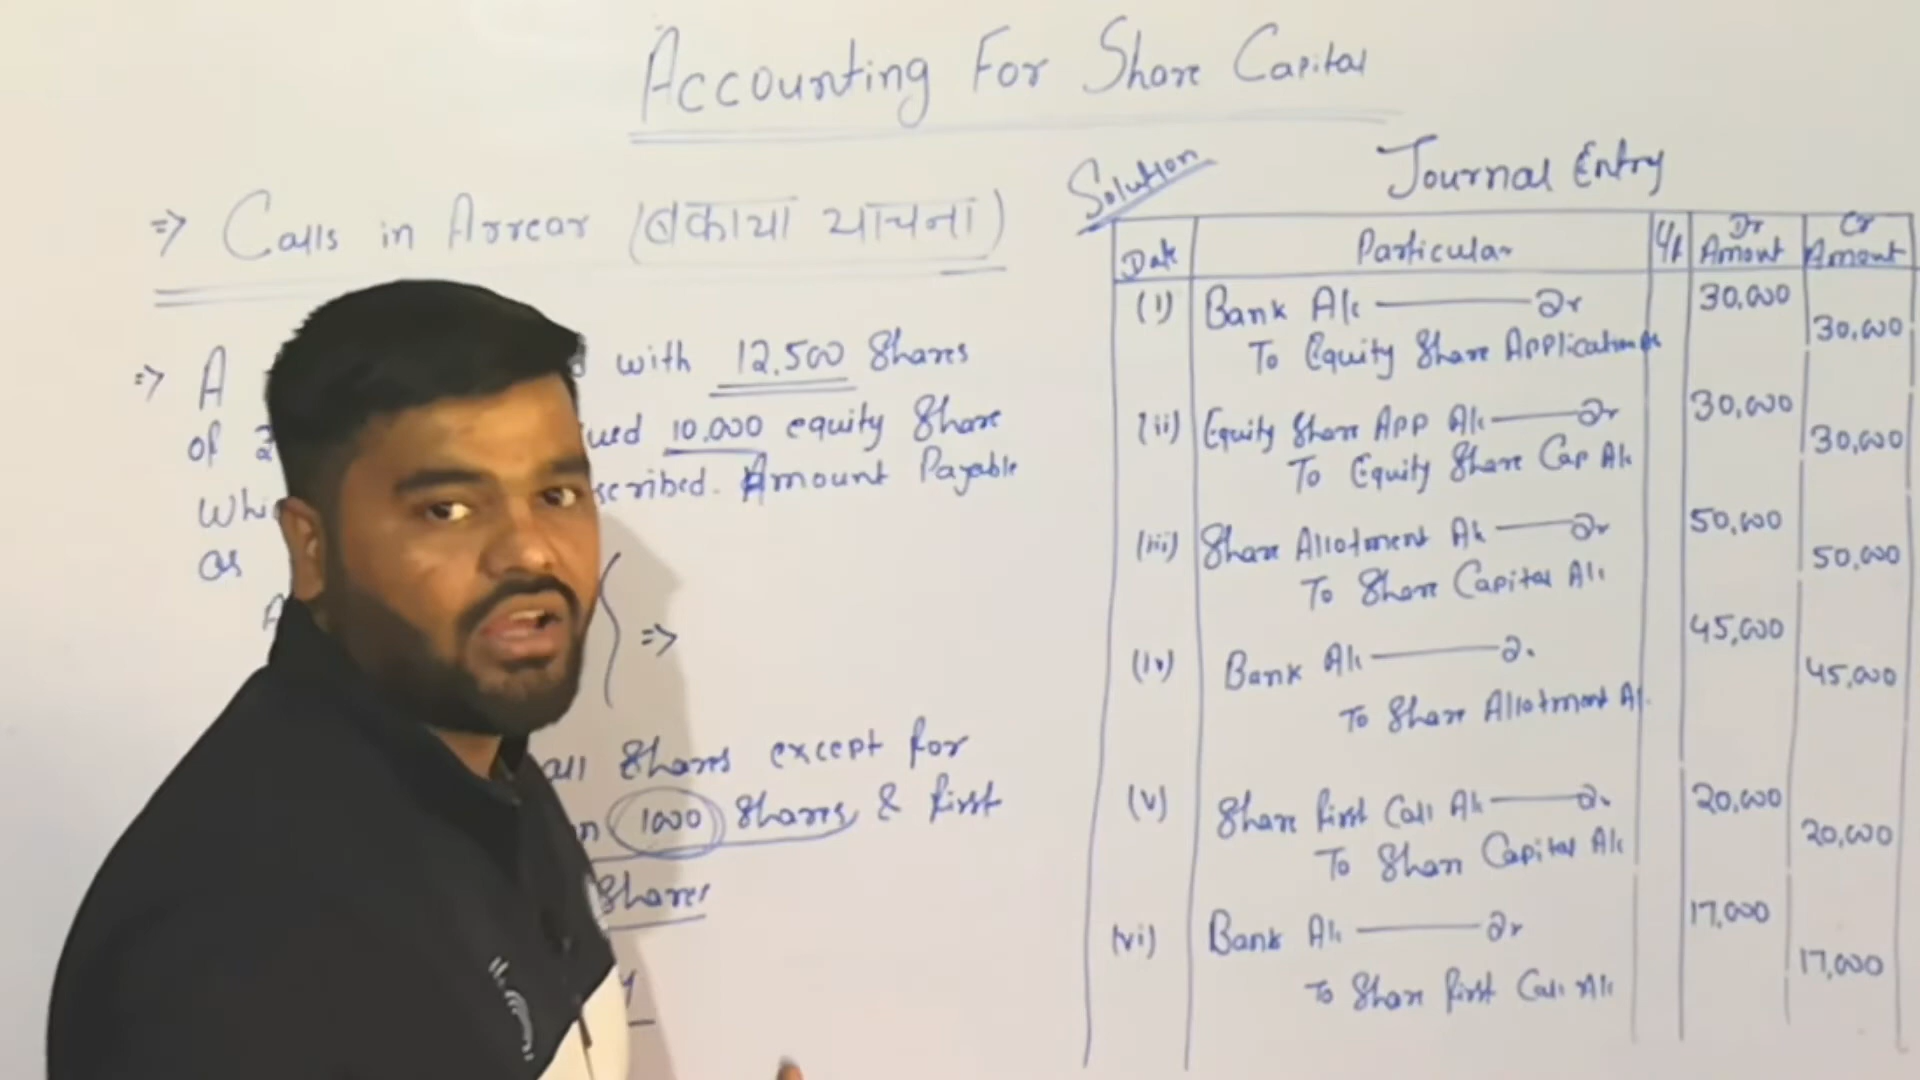 Accounting For Share Capital
⇒ Calls in Arrear (बकाया याचना)
⇒ A with 12,500 Shares
of 10,000 equity Share
Amount Payable
as
⇒
all Shares except for
1000 Shares & first
Shares
Solution
Journal Entry
Date Particular L/f Dr Amount Cr Amount
(i) Bank A/c Dr 30,000
To Equity Share Application A/c 30,000
(ii) Equity Share APP A/c Dr 30,000
To Equity Share Cap A/c 30,000
(iii) Share Allotment A/c Dr 50,000
To Share Capital A/c 50,000
(iv) Bank A/c Dr 45,000
To Share Allotment A/c 45,000
(v) Share first Call A/c Dr 20,000
To Share Capital A/c 20,000
(vi) Bank A/c Dr 17,000
To Share first Call A/c 17,000